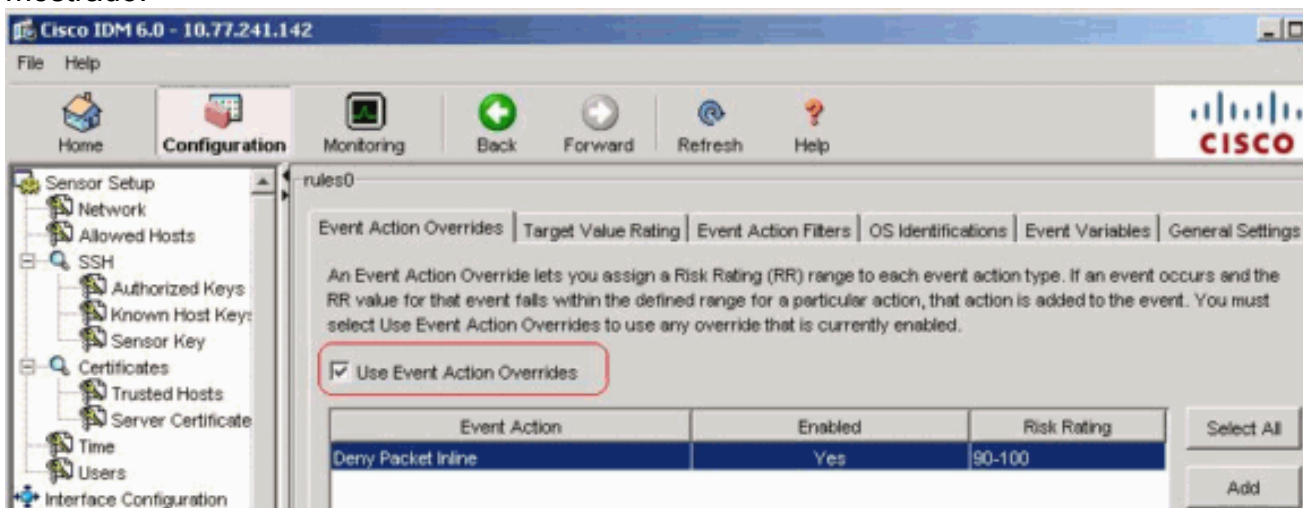 mostrado.
Cisco IDM 6.0 - 10.77.241.142
File Help
Home Configuration Monitoring Back Forward Refresh Help
CISCO
Sensor Setup
Network
Allowed Hosts
SSH
Authorized Keys
Known Host Key
Sensor Key
Certificates
Trusted Hosts
Server Certificate
Time
Users
Interface Configuration
rules0
Event Action Overrides Target Value Rating Event Action Filters OS Identifications Event Variables General Settings
An Event Action Override lets you assign a Risk Rating (RR) range to each event action type. If an event occurs and the
RR value for that event falls within the defined range for a particular action, that action is added to the event. You must
select Use Event Action Overrides to use any override that is currently enabled.
Use Event Action Overrides
Event Action Enabled Risk Rating
Deny Packet Inline Yes 90-100
Select All
Add